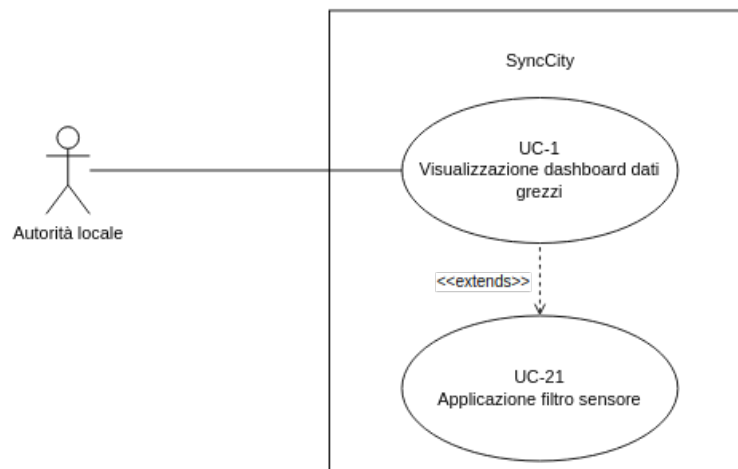 SyncCity
UC-1
Visualizzazione dashboard dati
grezzi
Autorità locale
<<extends>>
UC-21
Applicazione filtro sensore